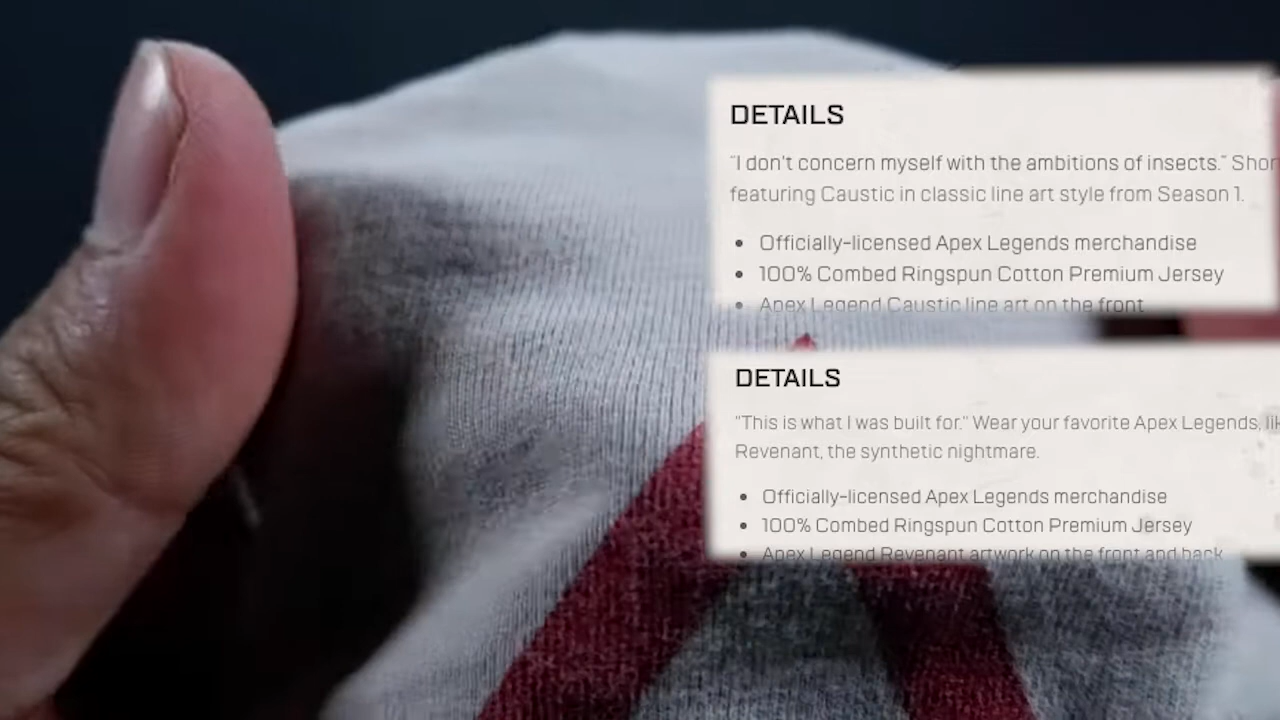 DETAILS
"I don't concern myself with the ambitions of insects."
featuring Caustic in classic line art style from Season 1.
• Officially-licensed Apex Legends merchandise
• 100% Combed Ringspun Cotton Premium Jersey
• Apex Legend Caustic line art on the front
DETAILS
"This is what I was built for." Wear your favorite Apex Legends,
Revenant, the synthetic nightmare.
• Officially-licensed Apex Legends merchandise
• 100% Combed Ringspun Cotton Premium Jersey
• Apex Legend Revenant artwork on the front and back